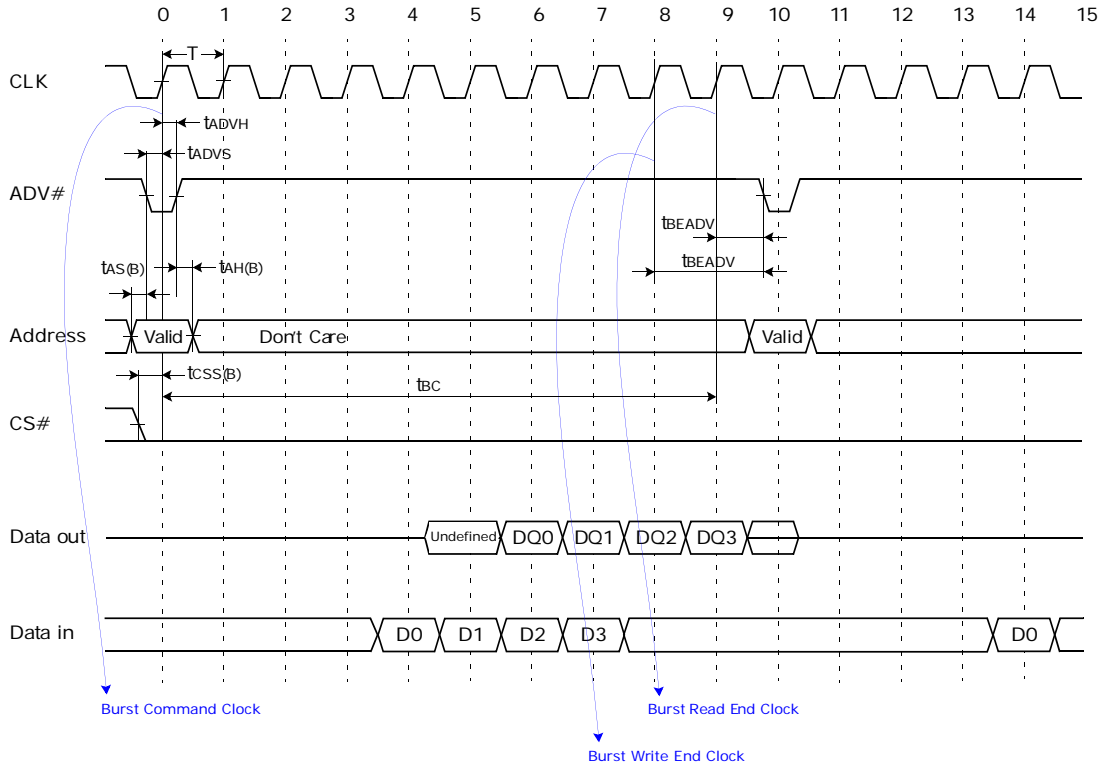 0 1 2 3 4 5 6 7 8 9 10 11 12 13 14 15
T
CLK
tADVH
tADVS
ADV#
tBEADV
tBEADV
tAS(B) tAH(B)
Address Valid Don't Care Valid
tCSS(B)
tBC
CS#
Data out Undefined DQ0 DQ1 DQ2 DQ3
Data in D0 D1 D2 D3 D0
Burst Command Clock Burst Read End Clock
Burst Write End Clock